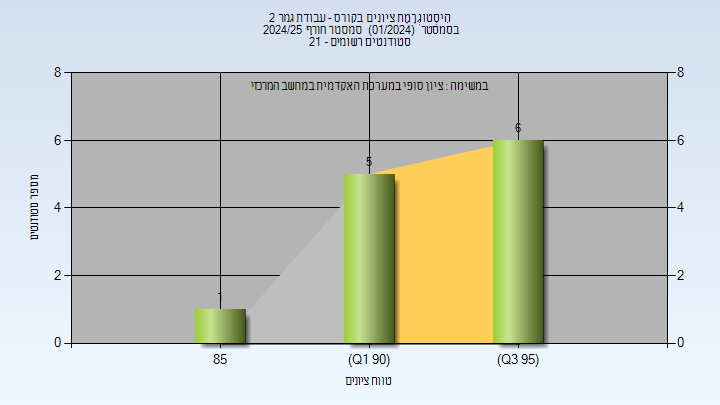 היסטוגרמת ציונים בקורס - עבודת גמר 2
בסמסטר (01/2024) סמסטר חורף 2024/25
סטודנטים רשומים - 21
במשימה : ציון סופי במערכת האקדמית במחשב המרכזי
8
8
6
6
4
4
2
2
0
0
1
5
6
85
(Q1 90)
(Q3 95)
מספר סטודנטים
טווח ציונים